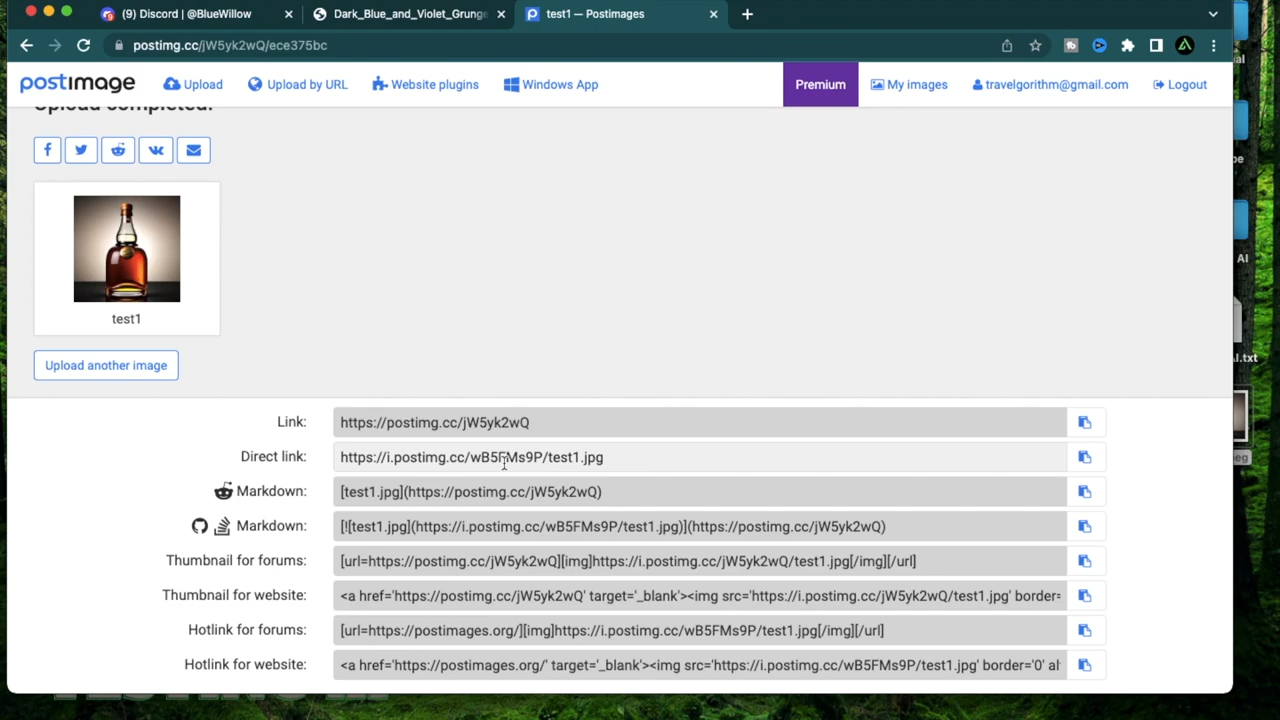 (9) Discord | @BlueWillow
Dark_Blue_and_Violet_Grunge
test1 — Postimages
postimg.cc/jW5yk2wQ/ece375bc
postimage
Upload
Upload by URL
Website plugins
Windows App
Premium
My images
travelgorithm@gmail.com
Logout
Upload completed:
test1
Upload another image
Link: https://postimg.cc/jW5yk2wQ
Direct link: https://i.postimg.cc/wB5FMs9P/test1.jpg
Markdown: [test1.jpg](https://postimg.cc/jW5yk2wQ)
Markdown: [![test1.jpg](https://i.postimg.cc/wB5FMs9P/test1.jpg)](https://postimg.cc/jW5yk2wQ)
Thumbnail for forums: [url=https://postimg.cc/jW5yk2wQ][img]https://i.postimg.cc/jW5yk2wQ/test1.jpg[/img][/url]
Thumbnail for website: <a href='https://postimg.cc/jW5yk2wQ' target='_blank'><img src='https://i.postimg.cc/jW5yk2wQ/test1.jpg' border=
Hotlink for forums: [url=https://postimages.org/][img]https://i.postimg.cc/wB5FMs9P/test1.jpg[/img][/url]
Hotlink for website: <a href='https://postimages.org/' target='_blank'><img src='https://i.postimg.cc/wB5FMs9P/test1.jpg' border='0' al
al
pe
AI
l.txt
eg